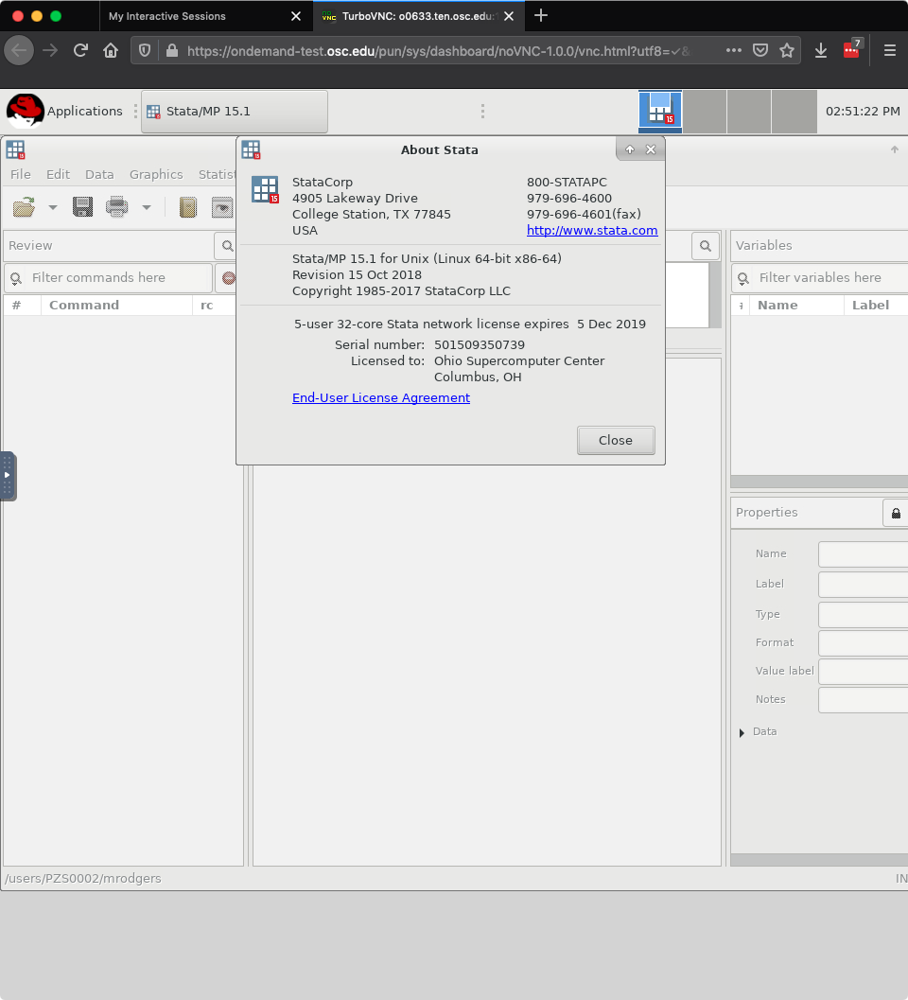 My Interactive Sessions
TurboVNC: o0633.ten.osc.edu:
https://ondemand-test.osc.edu/pun/sys/dashboard/noVNC-1.0.0/vnc.html?utf8=✓&
7
Applications
Stata/MP 15.1
15
02:51:22 PM
About Stata
File Edit Data Graphics Statist
StataCorp 800-STATAPC
4905 Lakeway Drive 979-696-4600
College Station, TX 77845 979-696-4601(fax)
USA http://www.stata.com
Stata/MP 15.1 for Unix (Linux 64-bit x86-64)
Revision 15 Oct 2018
Copyright 1985-2017 StataCorp LLC
5-user 32-core Stata network license expires 5 Dec 2019
Serial number: 501509350739
Licensed to: Ohio Supercomputer Center
Columbus, OH
End-User License Agreement
Close
Review
Filter commands here
# Command rc
Variables
Filter variables here
Name Label
Properties
Name
Label
Type
Format
Value label
Notes
Data
/users/PZS0002/mrodgers
IN